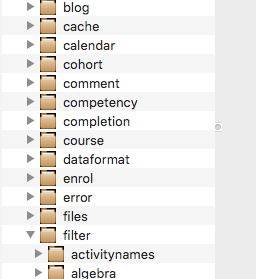 blog
cache
calendar
cohort
comment
competency
completion
course
dataformat
enrol
error
files
filter
activitynames
algebra